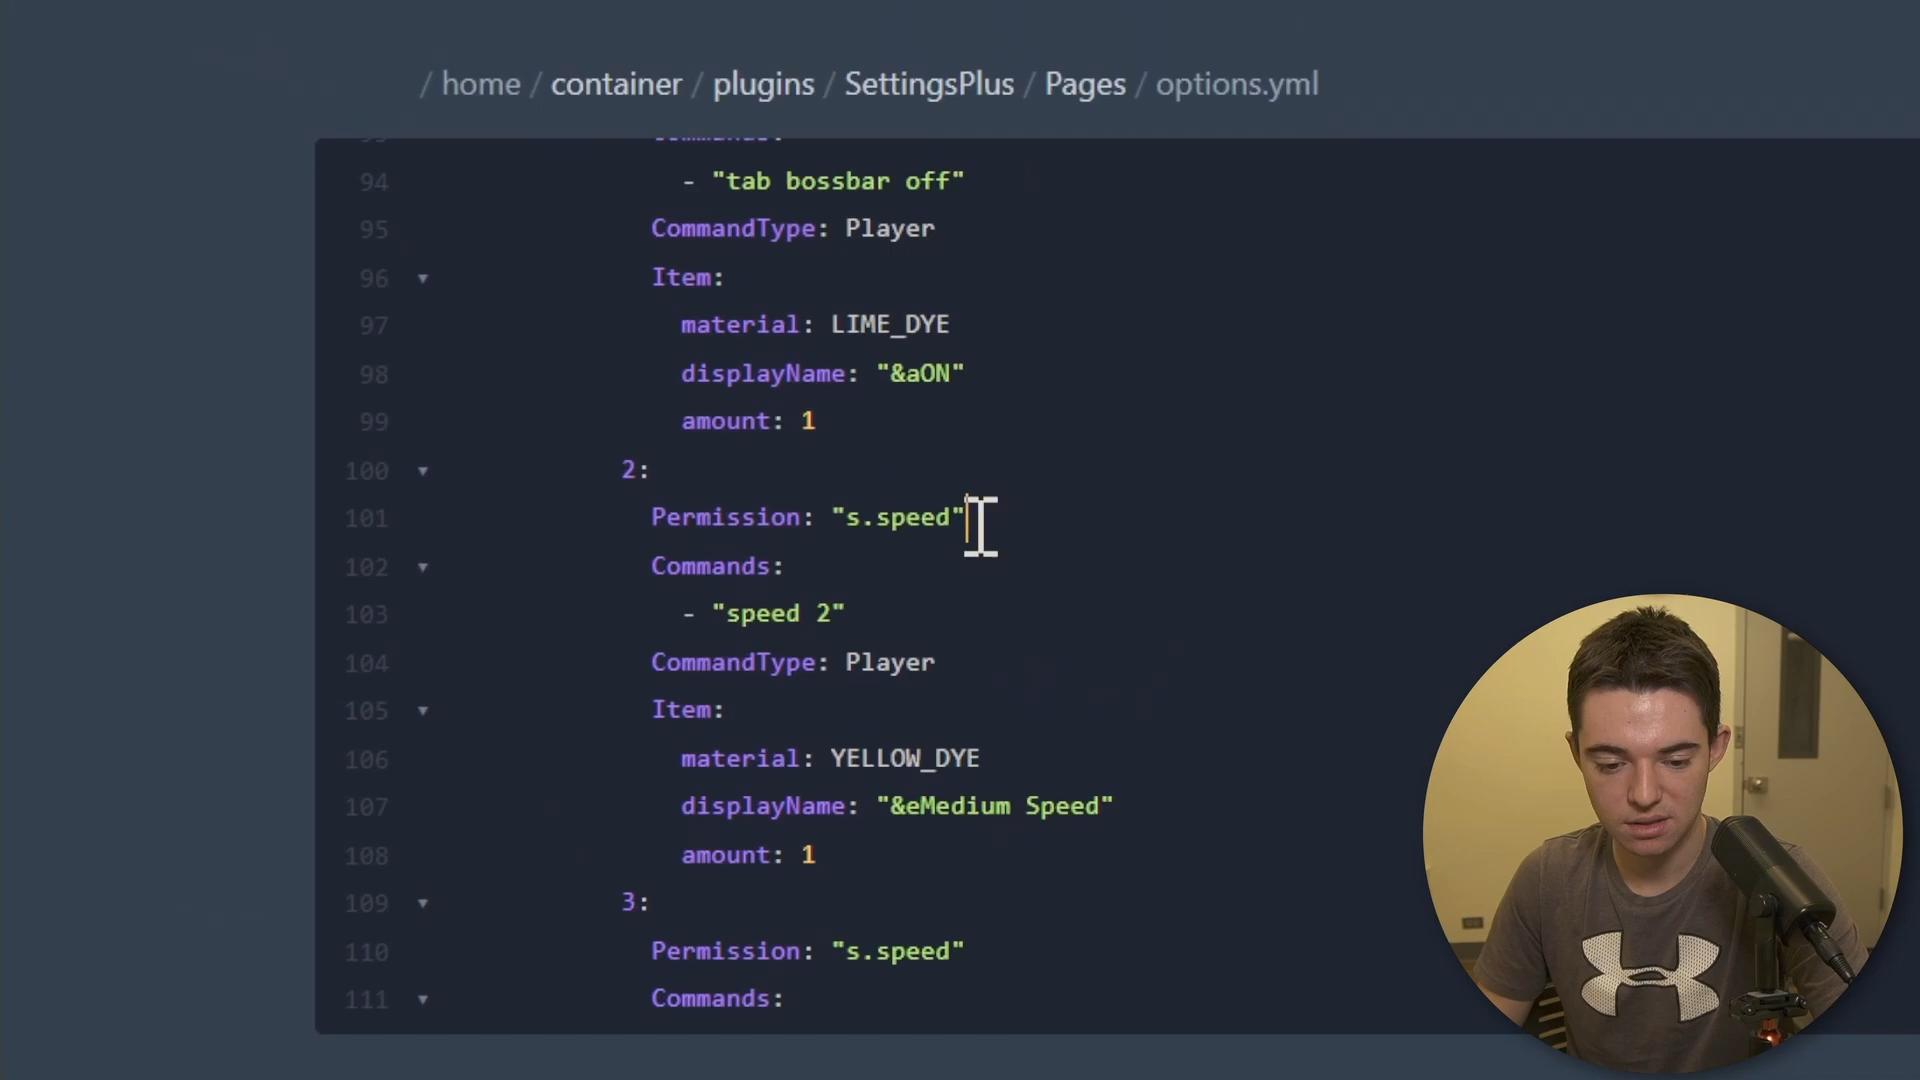 / home / container / plugins / SettingsPlus / Pages / options.yml
94 - "tab bossbar off"
95 CommandType: Player
96 Item:
97 material: LIME_DYE
98 displayName: "&aON"
99 amount: 1
100 2:
101 Permission: "s.speed"
102 Commands:
103 - "speed 2"
104 CommandType: Player
105 Item:
106 material: YELLOW_DYE
107 displayName: "&eMedium Speed"
108 amount: 1
109 3:
110 Permission: "s.speed"
111 Commands: